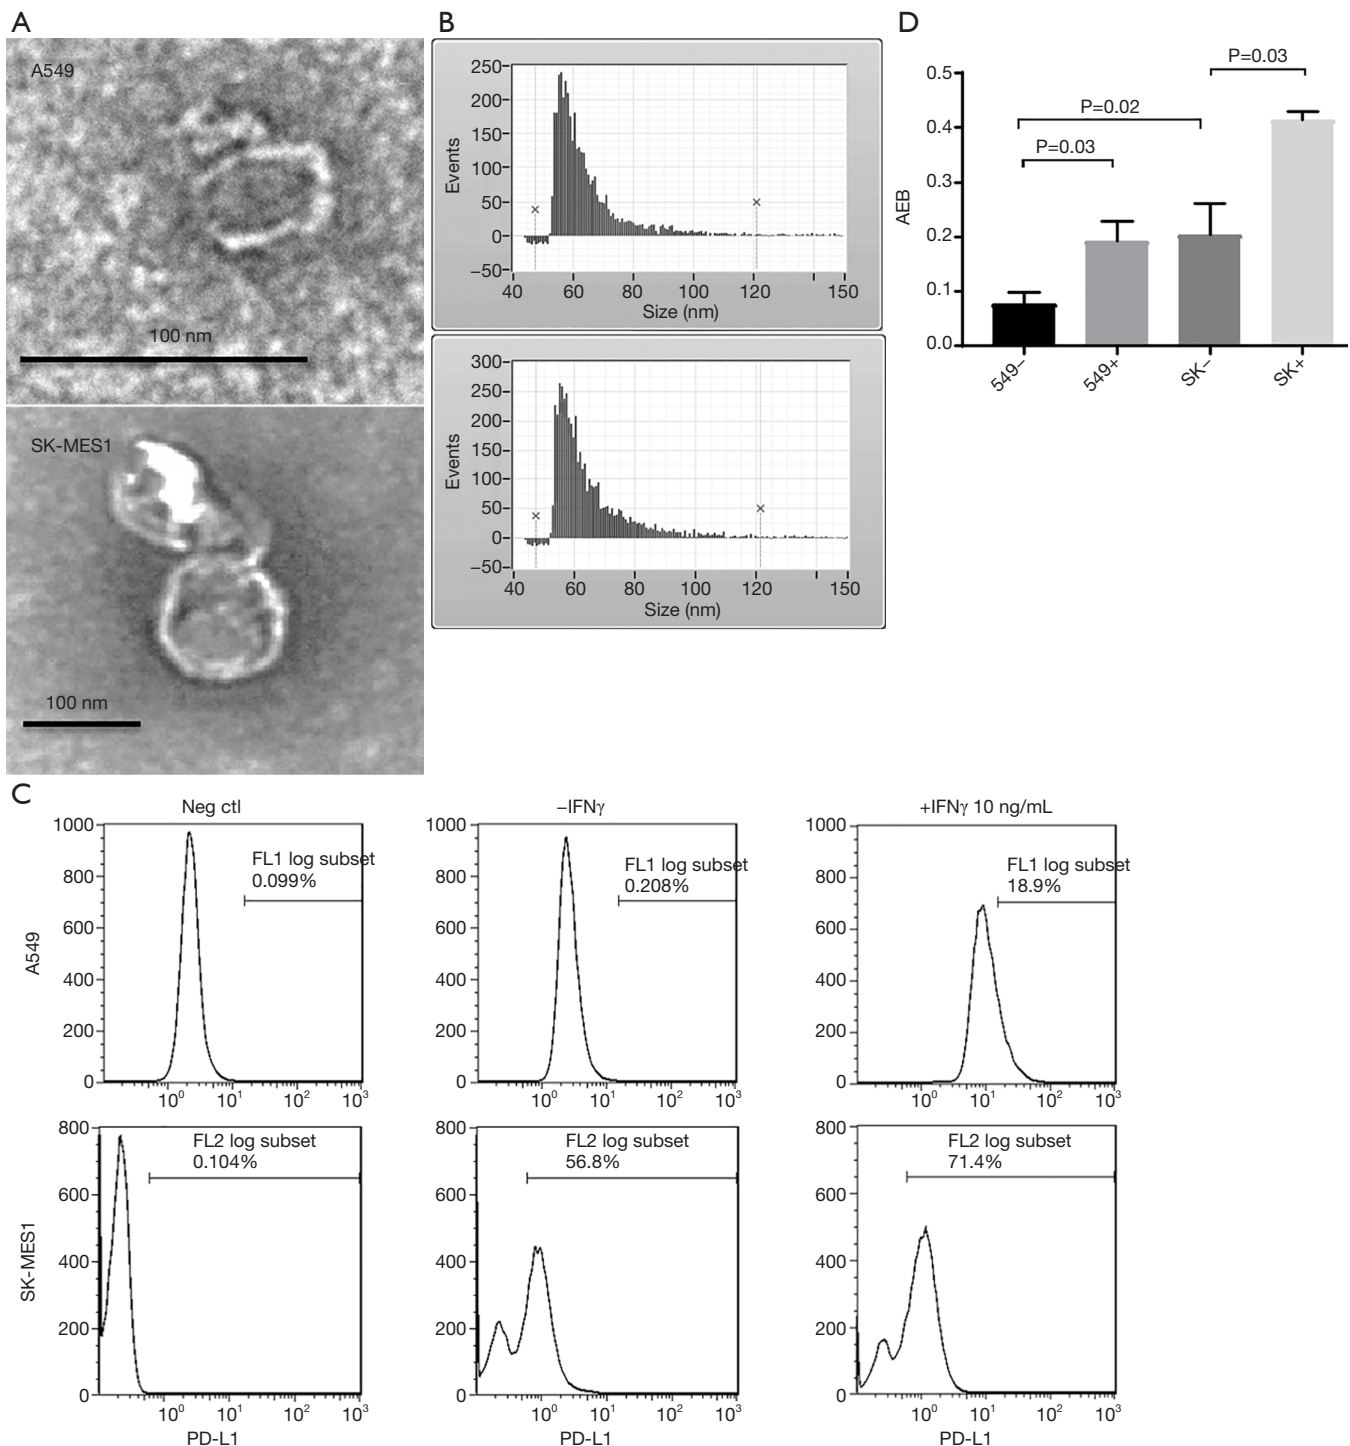 A
A549
100 nm
SK-MES1
100 nm
B
250
200
150
100
50
0
−50
Events
40 60 80 100 120 150
Size (nm)
300
250
200
150
100
50
0
−50
Events
40 60 80 100 120 150
Size (nm)
D
P=0.03
P=0.02
P=0.03
0.5
0.4
0.3
0.2
0.1
0.0
AEB
549− 549+ SK− SK+
C
Neg ctl
−IFNγ
+IFNγ 10 ng/mL
A549
1000
800
600
400
200
0
FL1 log subset
0.099%
10⁰ 10¹ 10² 10³
1000
800
600
400
200
0
FL1 log subset
0.208%
10⁰ 10¹ 10² 10³
1000
800
600
400
200
0
FL1 log subset
18.9%
10⁰ 10¹ 10² 10³
SK-MES1
800
600
400
200
0
FL2 log subset
0.104%
10⁰ 10¹ 10² 10³
PD-L1
800
600
400
200
0
FL2 log subset
56.8%
10⁰ 10¹ 10² 10³
PD-L1
800
600
400
200
0
FL2 log subset
71.4%
10⁰ 10¹ 10² 10³
PD-L1